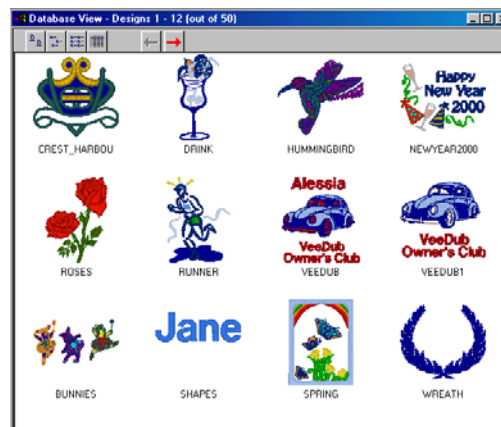 Database View - Designs 1 - 12 (out of 50)
CREST_HARBOU
DRINK
HUMMINGBIRD
Happy
New Year
2000
NEWYEAR2000
ROSES
RUNNER
Alessia
VeeDub
Owner's Club
VEEDUB
VeeDub
Owner's Club
VEEDUB1
BUNNIES
Jane
SHAPES
SPRING
WREATH